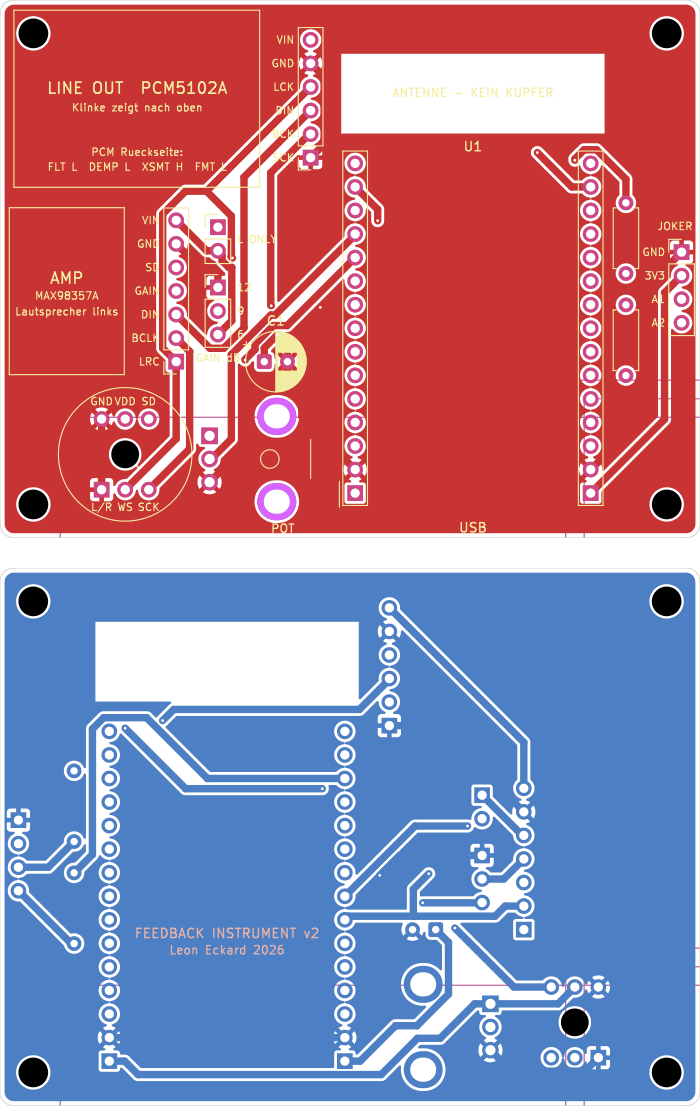 VIN
GND
LCK
DIN
BCK
SCK
LINE OUT  PCM5102A
Klinke zeigt nach oben
PCM Rueckseite:
FLT L  DEMP L  XSMT H  FMT L
ANTENNE - KEIN KUPFER
U1
JOKER
GND
3V3
A1
A2
VIN
GND
SD
GAIN
DIN
BCLK
LRC
L ONLY
12
9
6
GAIN dB
AMP
MAX98357A
Lautsprecher links
C1
+
GND VDD SD
L/R WS SCK
POT
USB
FEEDBACK INSTRUMENT v2
Leon Eckard 2026